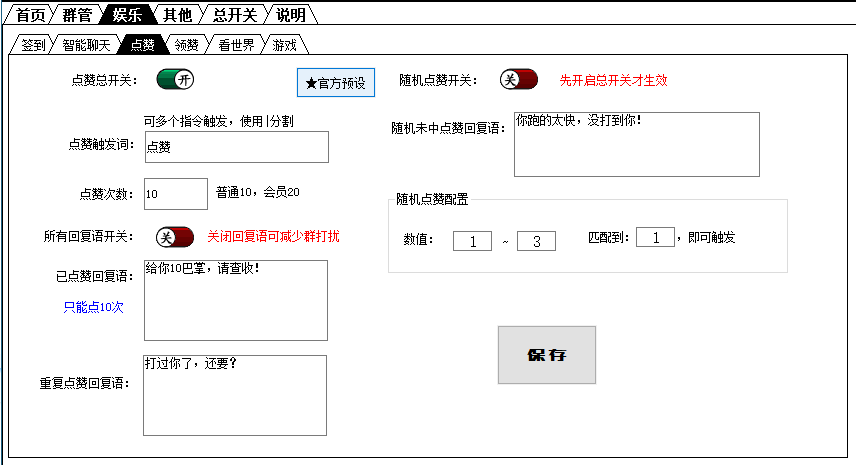 首页 群管 娱乐 其他 总开关 说明
签到 智能聊天 点赞 领赞 看世界 游戏
点赞总开关： 开 ★官方预设 随机点赞开关： 关 先开启总开关才生效
可多个指令触发，使用|分割
点赞触发词： 点赞
随机未中点赞回复语： 你跑的太快，没打到你！
点赞次数： 10 普通10，会员20
随机点赞配置
数值： 1 ~ 3 匹配到： 1 ，即可触发
所有回复语开关： 关 关闭回复语可减少群打扰
已点赞回复语： 给你10巴掌，请查收！
只能点10次
保存
重复点赞回复语： 打过你了，还要？